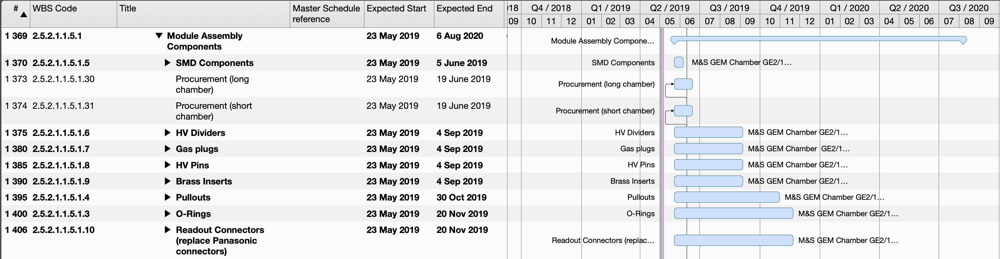 # WBS Code Title Master Schedule reference Expected Start Expected End 18 Q4 / 2018 Q1 / 2019 Q2 / 2019 Q3 / 2019 Q4 / 2019 Q1 / 2020 Q2 / 2020 Q3 / 2020
09 10 11 12 01 02 03 04 05 06 07 08 09 10 11 12 01 02 03 04 05 06 07 08 09
1 369 2.5.2.1.1.5.1 Module Assembly 23 May 2019 6 Aug 2020
Components
Module Assembly Compone...
1 370 2.5.2.1.1.5.1.5 SMD Components 23 May 2019 5 June 2019 SMD Components M&S GEM Chamber GE2/1...
1 373 2.5.2.1.1.5.1.30 Procurement (long 23 May 2019 19 June 2019
chamber)
Procurement (long chamber)
1 374 2.5.2.1.1.5.1.31 Procurement (short 23 May 2019 19 June 2019
chamber)
Procurement (short chamber)
1 375 2.5.2.1.1.5.1.6 HV Dividers 23 May 2019 4 Sep 2019 HV Dividers M&S GEM Chamber GE2/1...
1 380 2.5.2.1.1.5.1.7 Gas plugs 23 May 2019 4 Sep 2019 Gas plugs M&S GEM Chamber GE2/1...
1 385 2.5.2.1.1.5.1.8 HV Pins 23 May 2019 4 Sep 2019 HV Pins M&S GEM Chamber GE2/1...
1 390 2.5.2.1.1.5.1.9 Brass Inserts 23 May 2019 4 Sep 2019 Brass Inserts M&S GEM Chamber GE2/1...
1 395 2.5.2.1.1.5.1.4 Pullouts 23 May 2019 30 Oct 2019 Pullouts M&S GEM Chamber GE2/1...
1 400 2.5.2.1.1.5.1.3 O-Rings 23 May 2019 20 Nov 2019 O-Rings M&S GEM Chamber GE2/1...
1 406 2.5.2.1.1.5.1.10 Readout Connectors 23 May 2019 20 Nov 2019
(replace Panasonic
connectors)
Readout Connectors (replac... M&S GEM Chamber GE2/1...